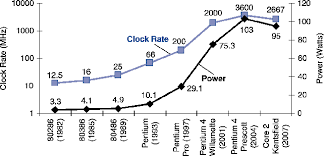 10000
1000
100
10
1
Clock Rate (MHz)
120
100
80
60
40
20
0
Power (Watts)
Clock Rate
Power
12.5
16
25
66
200
2000
3600
2667
3.3
4.1
4.9
10.1
29.1
75.3
103
95
80286
(1982)
80386
(1985)
80486
(1989)
Pentium
(1993)
Pentium
Pro (1997)
Pentium 4
Willamette
(2001)
Pentium 4
Prescott
(2004)
Core 2
Kentsfield
(2007)